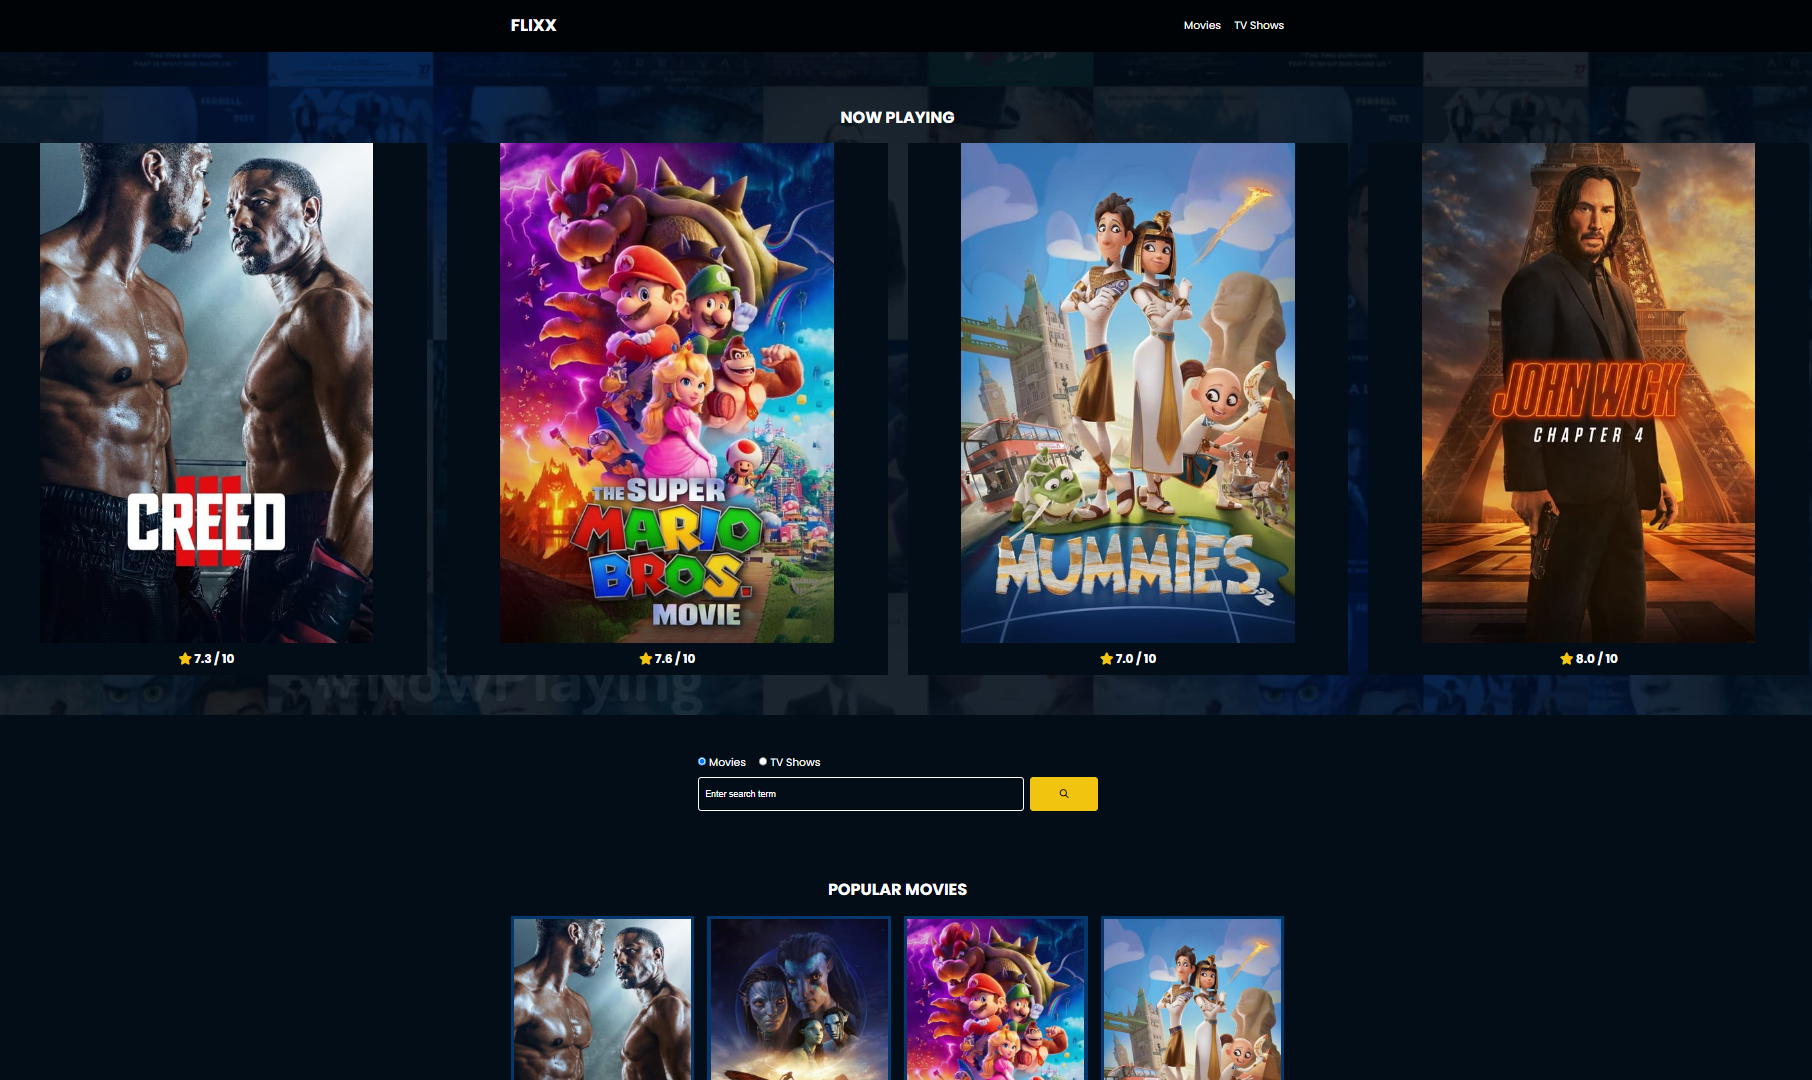 FLIXX
Movies TV Shows
NOW PLAYING
CREED
III
THE SUPER
MARIO
BROS.
MOVIE
MUMMIES
JOHN WICK
CHAPTER 4
7.3 / 10
7.6 / 10
7.0 / 10
8.0 / 10
#NowPlaying
Movies TV Shows
Enter search term
POPULAR MOVIES